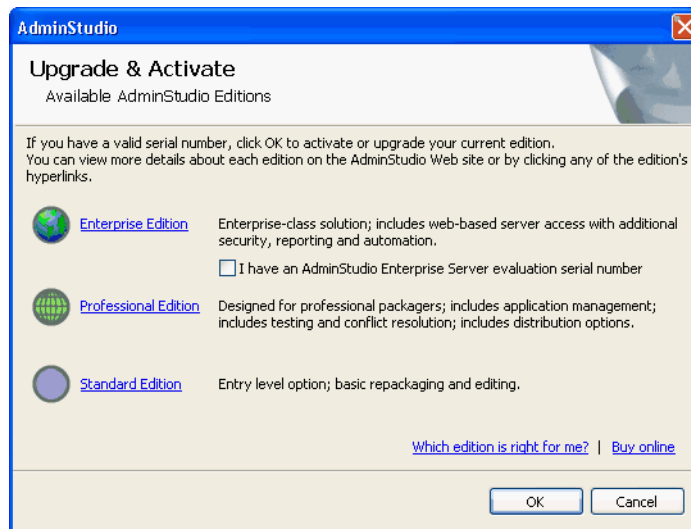 AdminStudio
Upgrade & Activate
Available AdminStudio Editions
If you have a valid serial number, click OK to activate or upgrade your current edition.
You can view more details about each edition on the AdminStudio Web site or by clicking any of the edition's
hyperlinks.
Enterprise Edition
Enterprise-class solution; includes web-based server access with additional
security, reporting and automation.
I have an AdminStudio Enterprise Server evaluation serial number
Professional Edition
Designed for professional packagers; includes application management;
includes testing and conflict resolution; includes distribution options.
Standard Edition
Entry level option; basic repackaging and editing.
Which edition is right for me? | Buy online
OK
Cancel